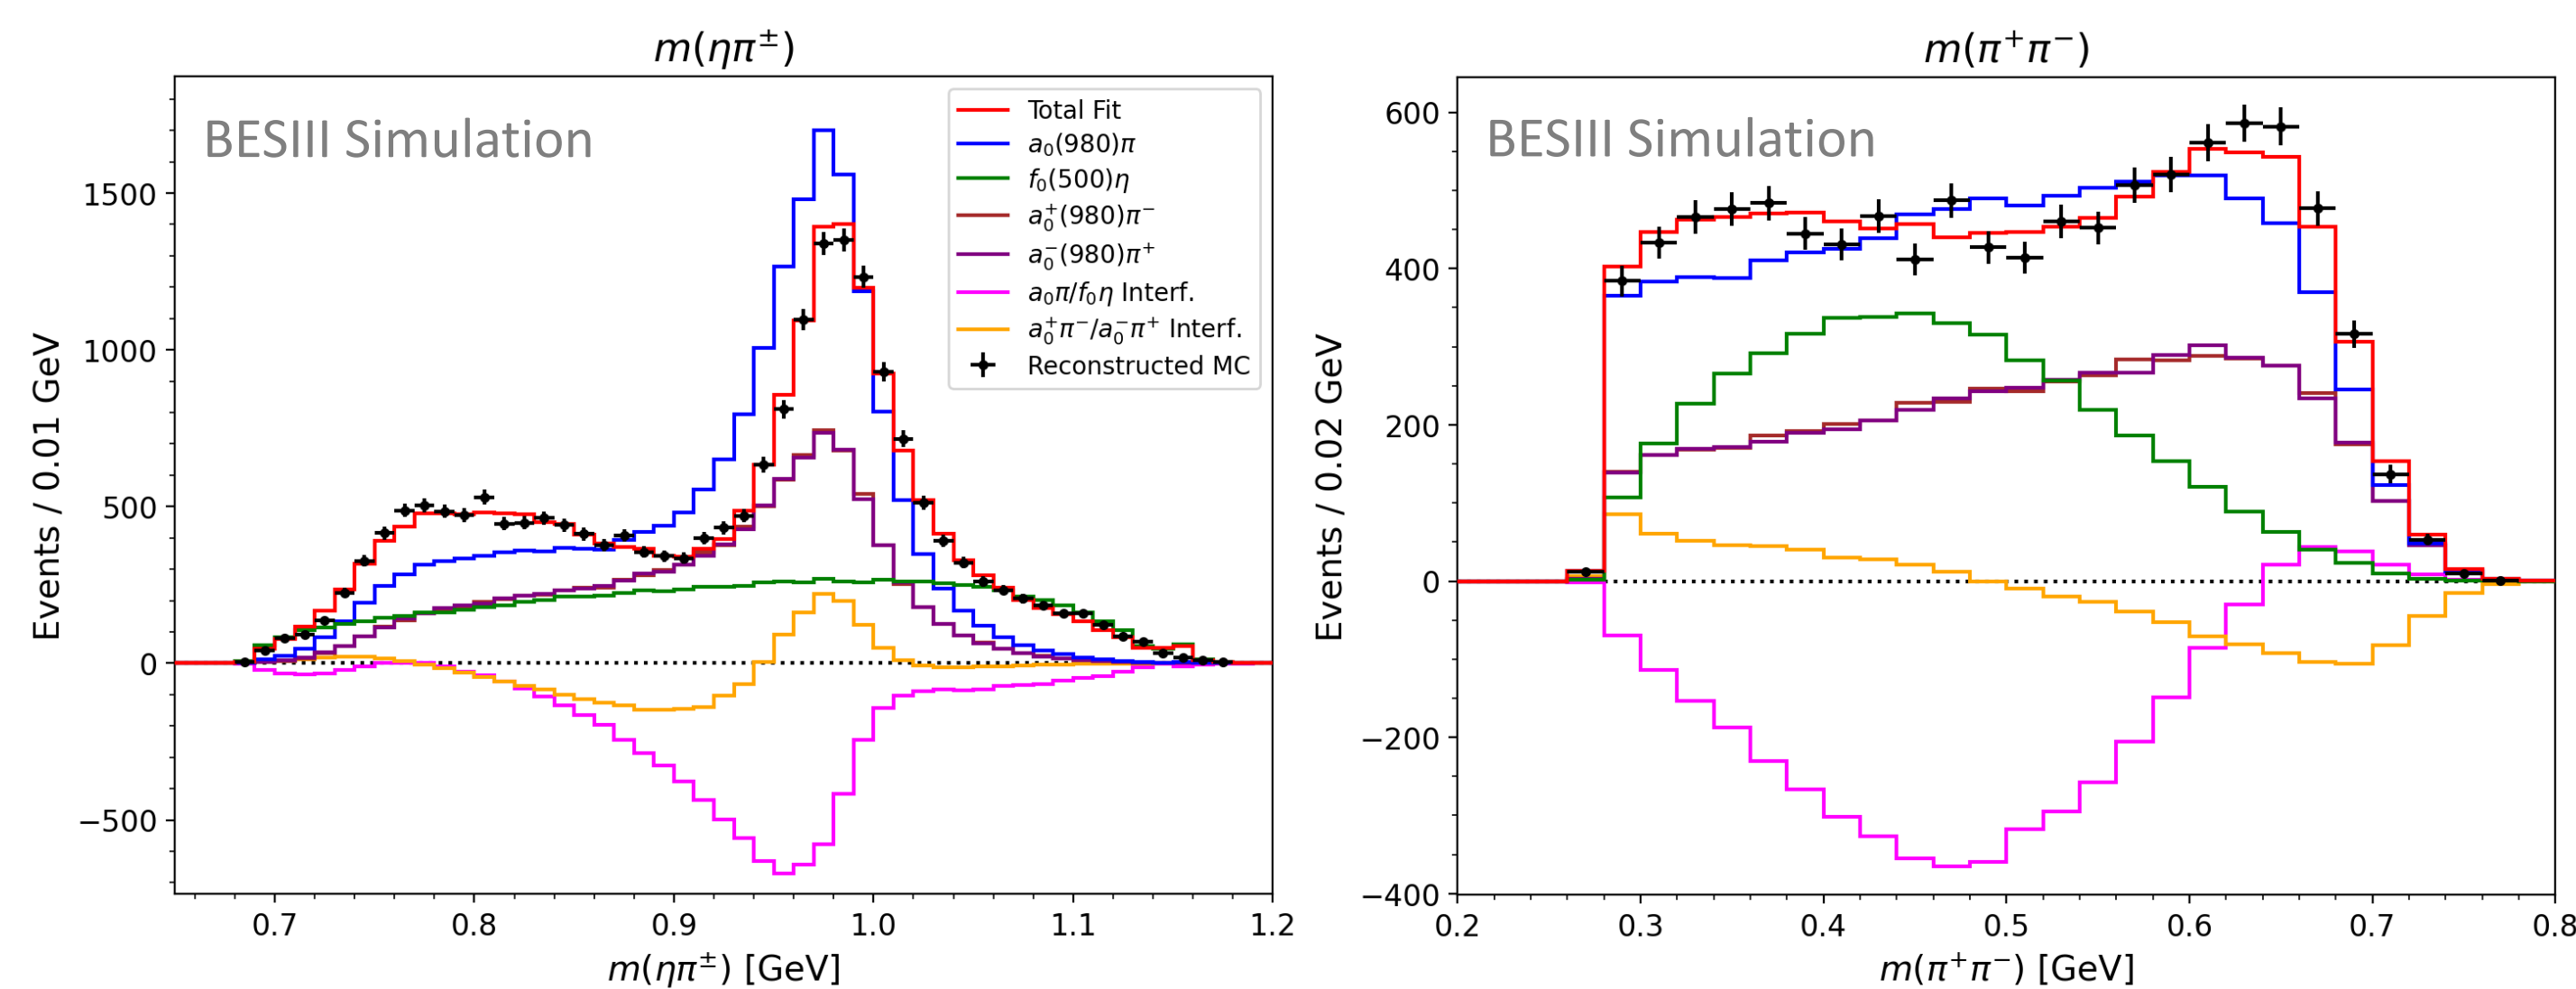 m(ηπ±)
BESIII Simulation
Total Fit
a₀(980)π
f₀(500)η
a₀⁺(980)π⁻
a₀⁻(980)π⁺
a₀π/f₀η Interf.
a₀⁺π⁻/a₀⁻π⁺ Interf.
Reconstructed MC
Events / 0.01 GeV
1500
1000
500
0
−500
0.7 0.8 0.9 1.0 1.1 1.2
m(ηπ±) [GeV]
m(π⁺π⁻)
BESIII Simulation
Events / 0.02 GeV
600
400
200
0
−200
−400
0.2 0.3 0.4 0.5 0.6 0.7 0.8
m(π⁺π⁻) [GeV]